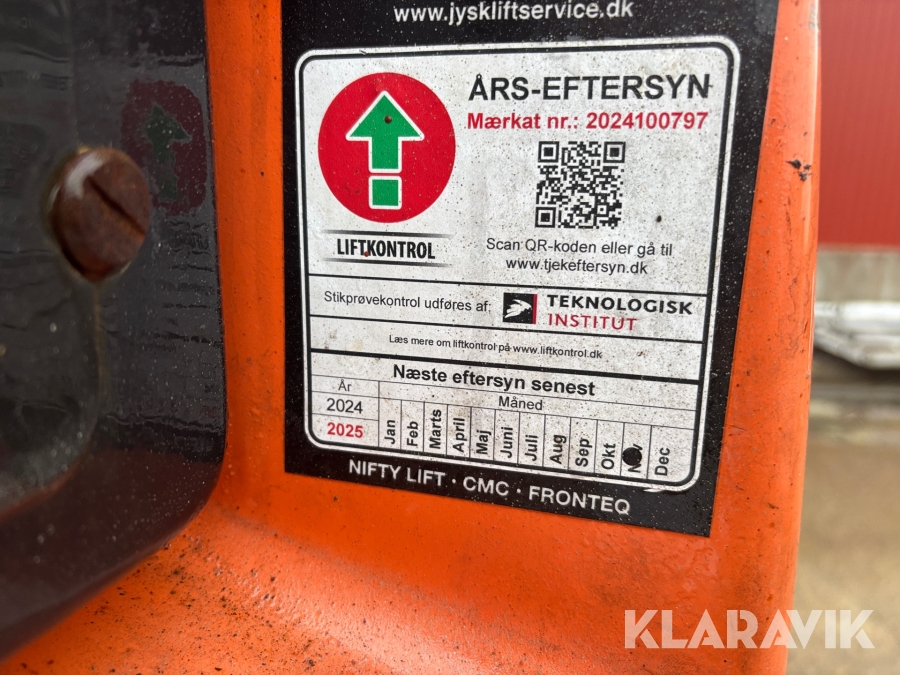 www.jyskliftservice.dk
ÅRS-EFTERSYN
Mærkat nr.: 2024100797
LIFTKONTROL
Scan QR-koden eller gå til
www.tjekeftersyn.dk
Stikprøvekontrol udføres af:
TEKNOLOGISK
INSTITUT
Læs mere om liftkontrol på www.liftkontrol.dk
Næste eftersyn senest
År
Måned
2024
2025
Jan Feb Marts April Maj Juni Juli Aug Sep Okt Nov Dec
NIFTY LIFT · CMC · FRONTEQ
KLARAVIK